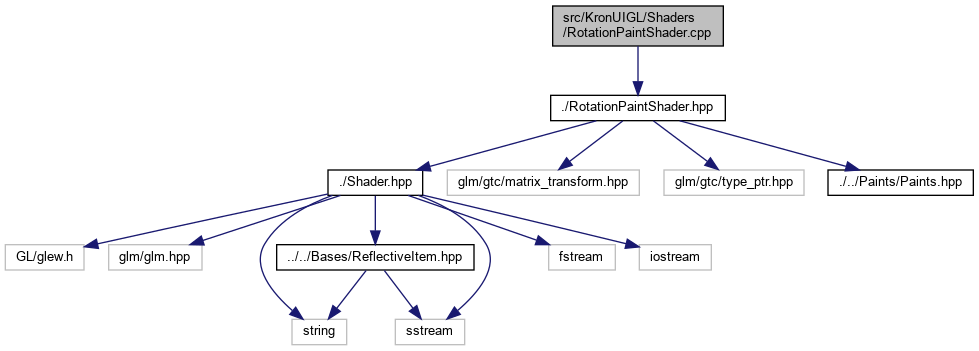 src/KronUIGL/Shaders
/RotationPaintShader.cpp
./RotationPaintShader.hpp
./Shader.hpp
glm/gtc/matrix_transform.hpp
glm/gtc/type_ptr.hpp
./../Paints/Paints.hpp
GL/glew.h
glm/glm.hpp
../../Bases/ReflectiveItem.hpp
fstream
iostream
string
sstream